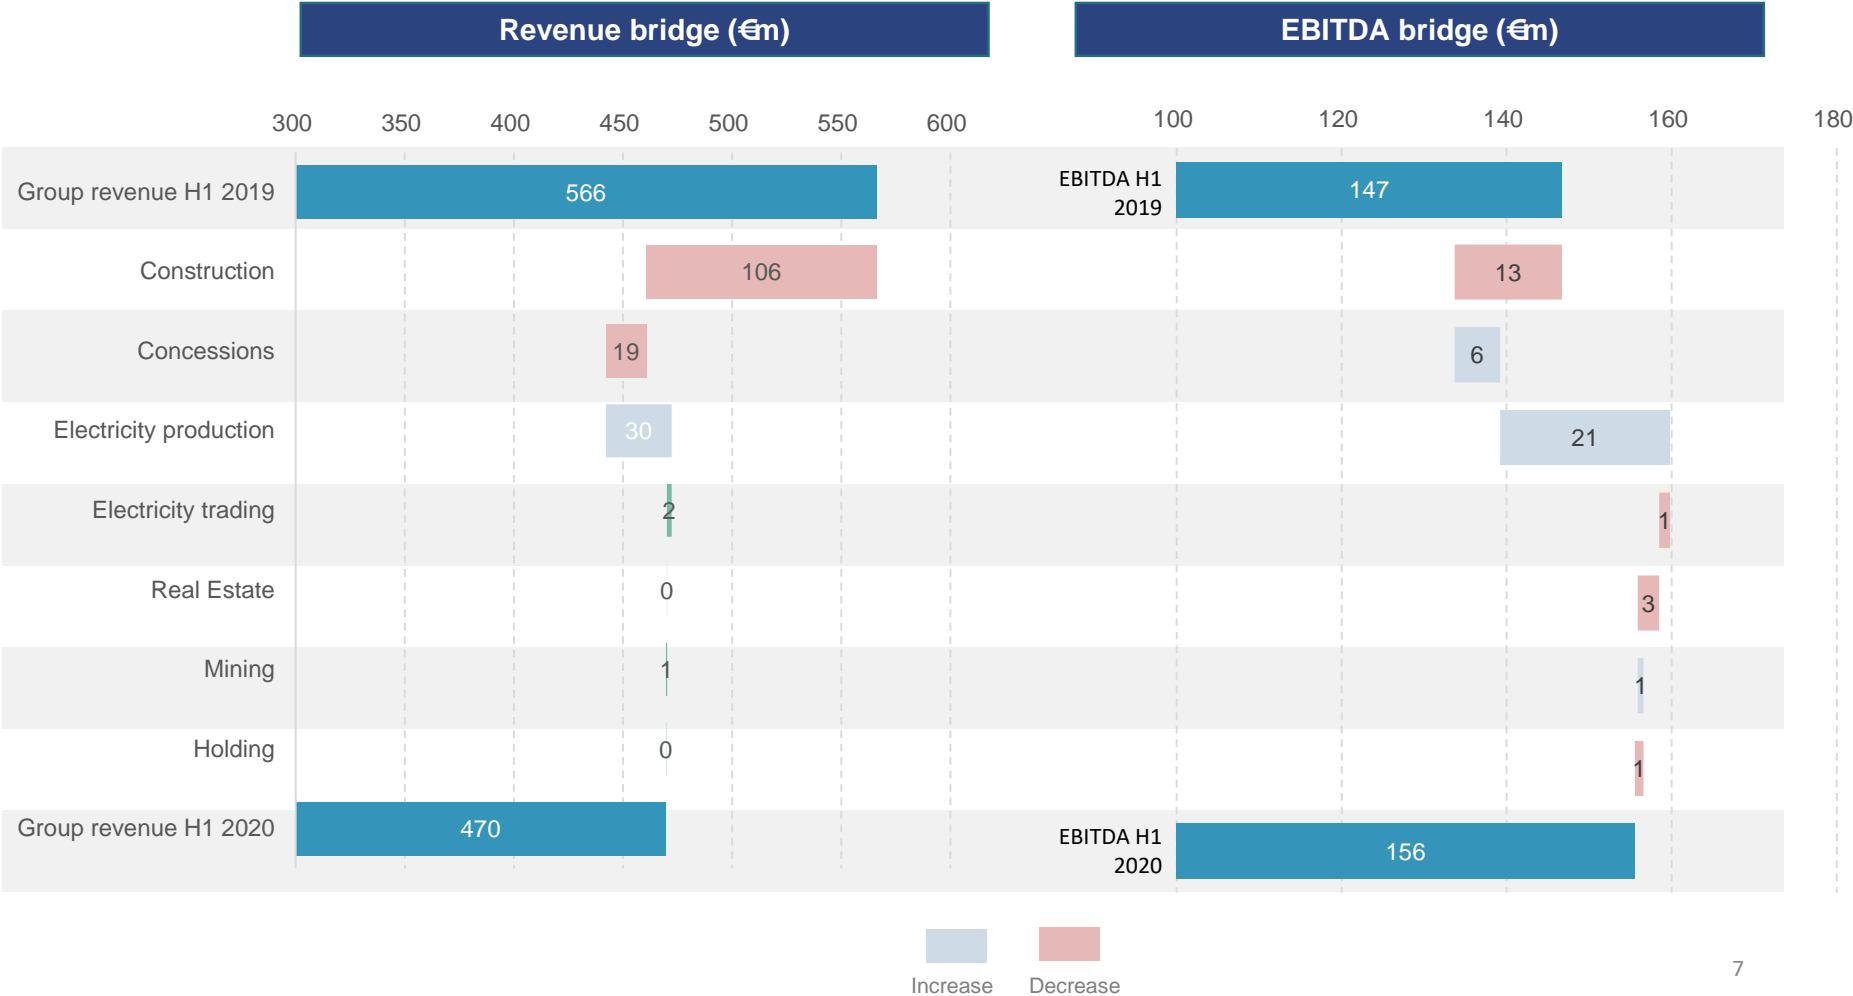 Revenue bridge (€m)
EBITDA bridge (€m)
300 350 400 450 500 550 600
100 120 140 160 180
Group revenue H1 2019
566
EBITDA H1
2019
147
Construction
106
13
Concessions
19
6
Electricity production
30
21
Electricity trading
2
1
Real Estate
0
3
Mining
1
1
Holding
0
1
Group revenue H1 2020
470
EBITDA H1
2020
156
Increase
Decrease
7